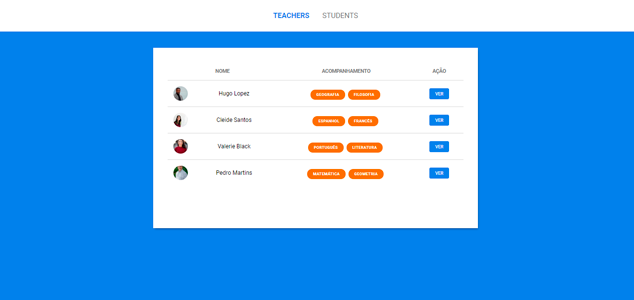 TEACHERS STUDENTS
NOME ACOMPANHAMENTO AÇÃO
Hugo Lopez GEOGRAFIA FILOSOFIA VER
Cleide Santos ESPANHOL FRANCÊS VER
Valerie Black PORTUGUÊS LITERATURA VER
Pedro Martins MATEMÁTICA GEOMETRIA VER